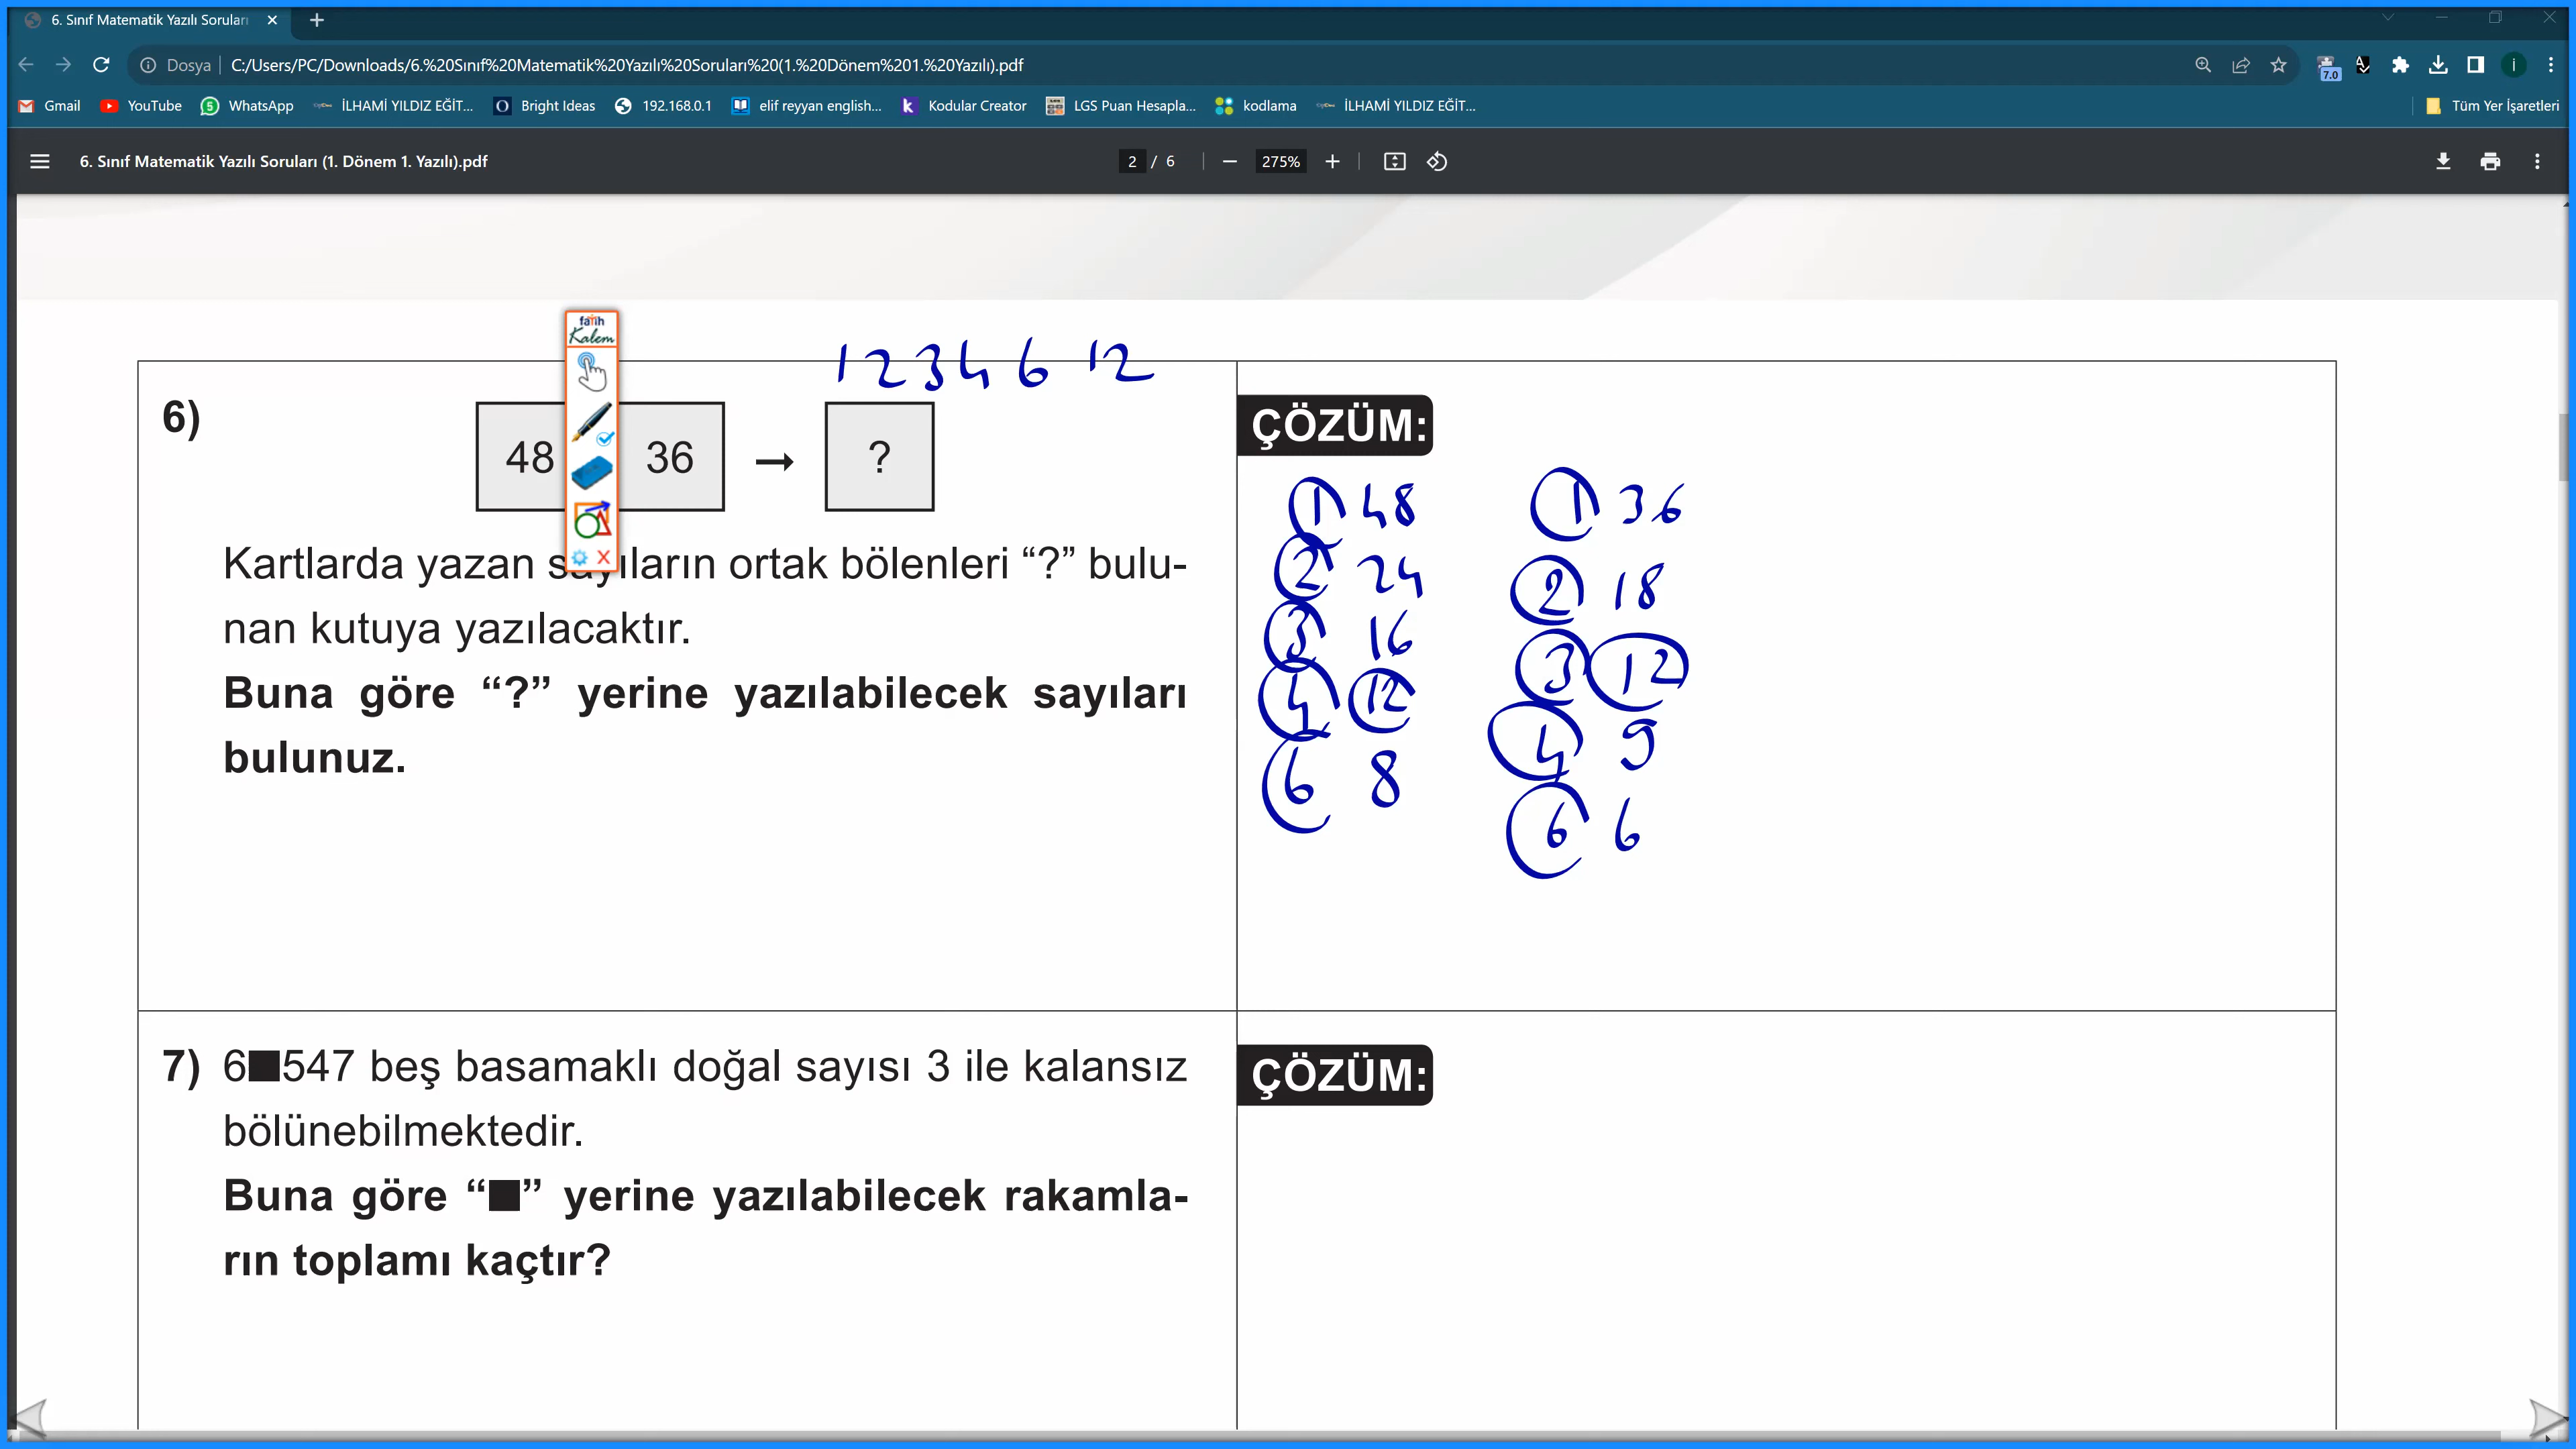 6. Sınıf Matematik Yazılı Soruları
Dosya C:/Users/PC/Downloads/6.%20Sınıf%20Matematik%20Yazılı%20Soruları%20(1.%20Dönem%201.%20Yazılı).pdf
7.0
i
Gmail YouTube WhatsApp İLHAMİ YILDIZ EĞİT... Bright Ideas 192.168.0.1 elif reyyan english... Kodular Creator LGS Puan Hesapla... kodlama İLHAMİ YILDIZ EĞİT... Tüm Yer İşaretleri
6. Sınıf Matematik Yazılı Soruları (1. Dönem 1. Yazılı).pdf 2 / 6 275%
fatih
Kalem
1 2 3 4 6 12
6)
48 36 → ?
Kartlarda yazan sayıların ortak bölenleri “?” bulu-
nan kutuya yazılacaktır.
Buna göre “?” yerine yazılabilecek sayıları
bulunuz.
ÇÖZÜM:
1 48 1 36
2 24 2 18
3 16 3 12
4 12 4 9
6 8 6 6
7) 6■547 beş basamaklı doğal sayısı 3 ile kalansız
bölünebilmektedir.
Buna göre “■” yerine yazılabilecek rakamla-
rın toplamı kaçtır?
ÇÖZÜM: